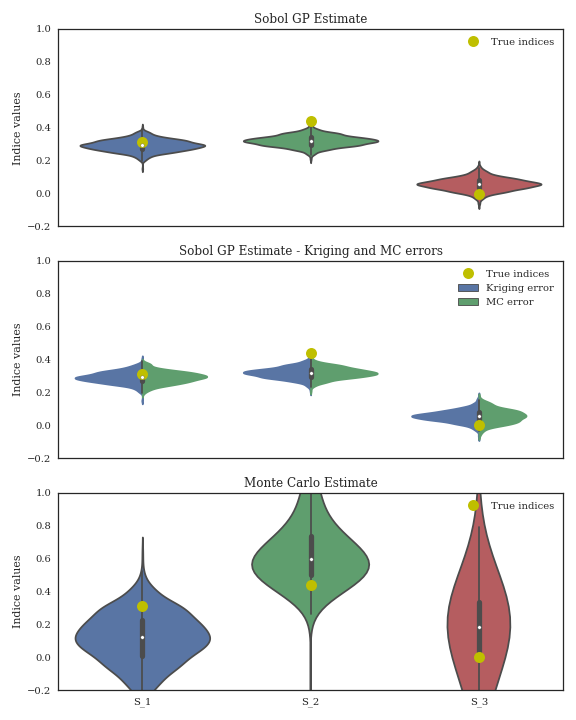 Sobol GP Estimate
1.0
0.8
0.6
0.4
0.2
0.0
−0.2
Indice values
True indices
Sobol GP Estimate - Kriging and MC errors
1.0
0.8
0.6
0.4
0.2
0.0
−0.2
Indice values
True indices
Kriging error
MC error
Monte Carlo Estimate
1.0
0.8
0.6
0.4
0.2
0.0
−0.2
Indice values
True indices
S_1
S_2
S_3